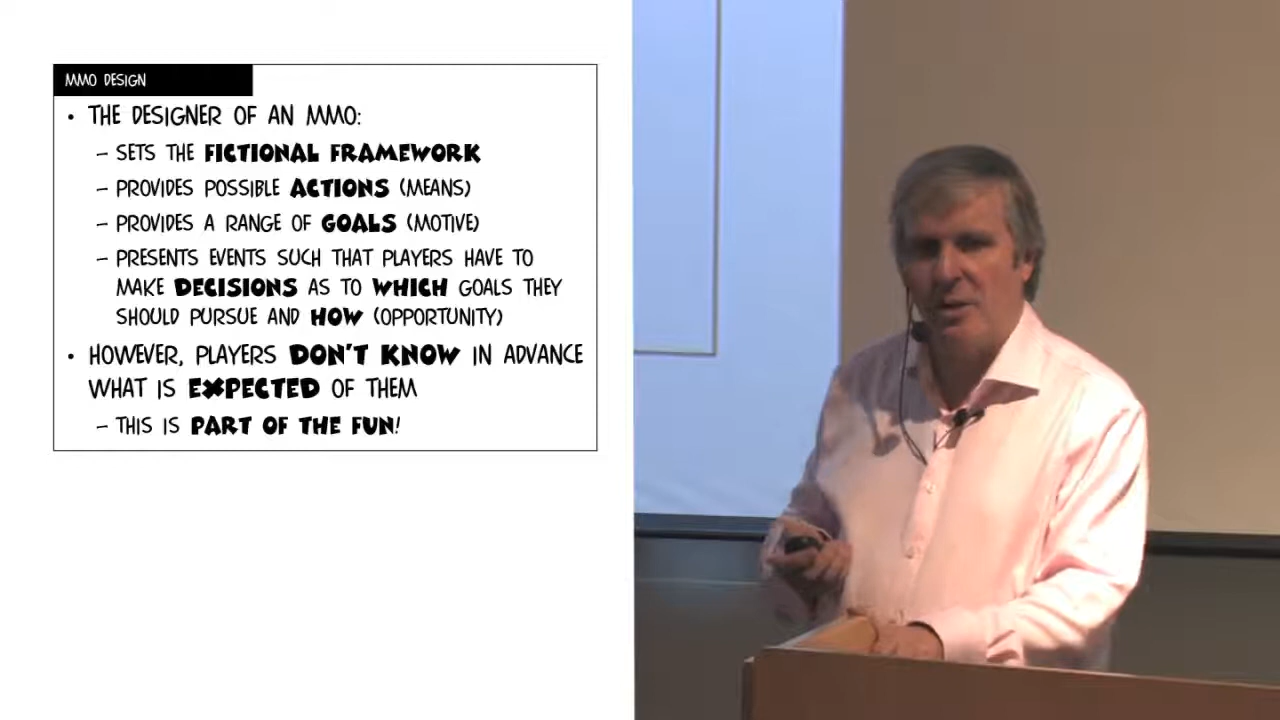 MMO DESIGN
• THE DESIGNER OF AN MMO:
– SETS THE FICTIONAL FRAMEWORK
– PROVIDES POSSIBLE ACTIONS (MEANS)
– PROVIDES A RANGE OF GOALS (MOTIVE)
– PRESENTS EVENTS SUCH THAT PLAYERS HAVE TO
MAKE DECISIONS AS TO WHICH GOALS THEY
SHOULD PURSUE AND HOW (OPPORTUNITY)
• HOWEVER, PLAYERS DON'T KNOW IN ADVANCE
WHAT IS EXPECTED OF THEM
– THIS IS PART OF THE FUN!